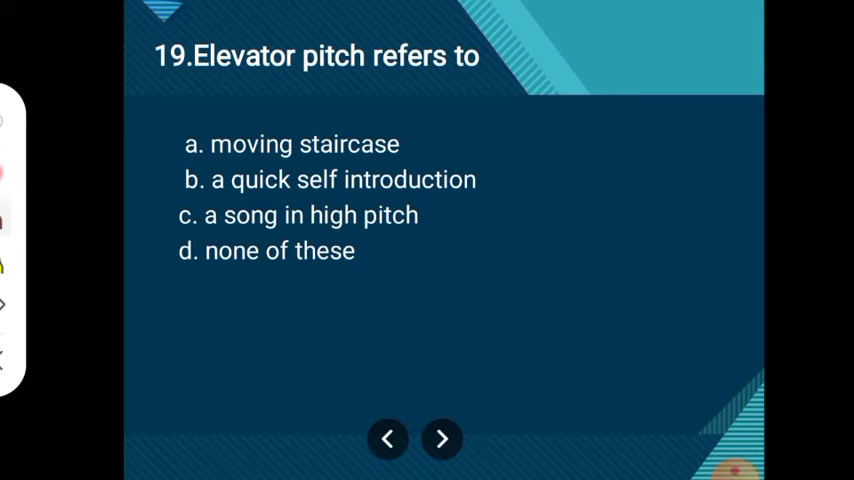 19.Elevator pitch refers to
a. moving staircase
b. a quick self introduction
c. a song in high pitch
d. none of these